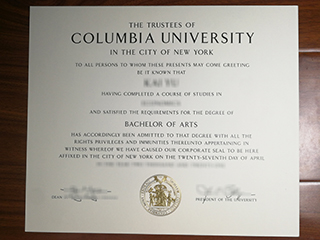 THE TRUSTEES OF
COLUMBIA UNIVERSITY
IN THE CITY OF NEW YORK
TO ALL PERSONS TO WHOM THESE PRESENTS MAY COME GREETING
BE IT KNOWN THAT
HAVING COMPLETED A COURSE OF STUDIES IN
AND SATISFIED THE REQUIREMENTS FOR THE DEGREE OF
BACHELOR OF ARTS
HAS ACCORDINGLY BEEN ADMITTED TO THAT DEGREE WITH ALL THE
RIGHTS PRIVILEGES AND IMMUNITIES THEREUNTO APPERTAINING IN
WITNESS WHEREOF WE HAVE CAUSED OUR CORPORATE SEAL TO BE HERE
AFFIXED IN THE CITY OF NEW YORK ON THE TWENTY-SEVENTH DAY OF APRIL
PRESIDENT OF THE UNIVERSITY